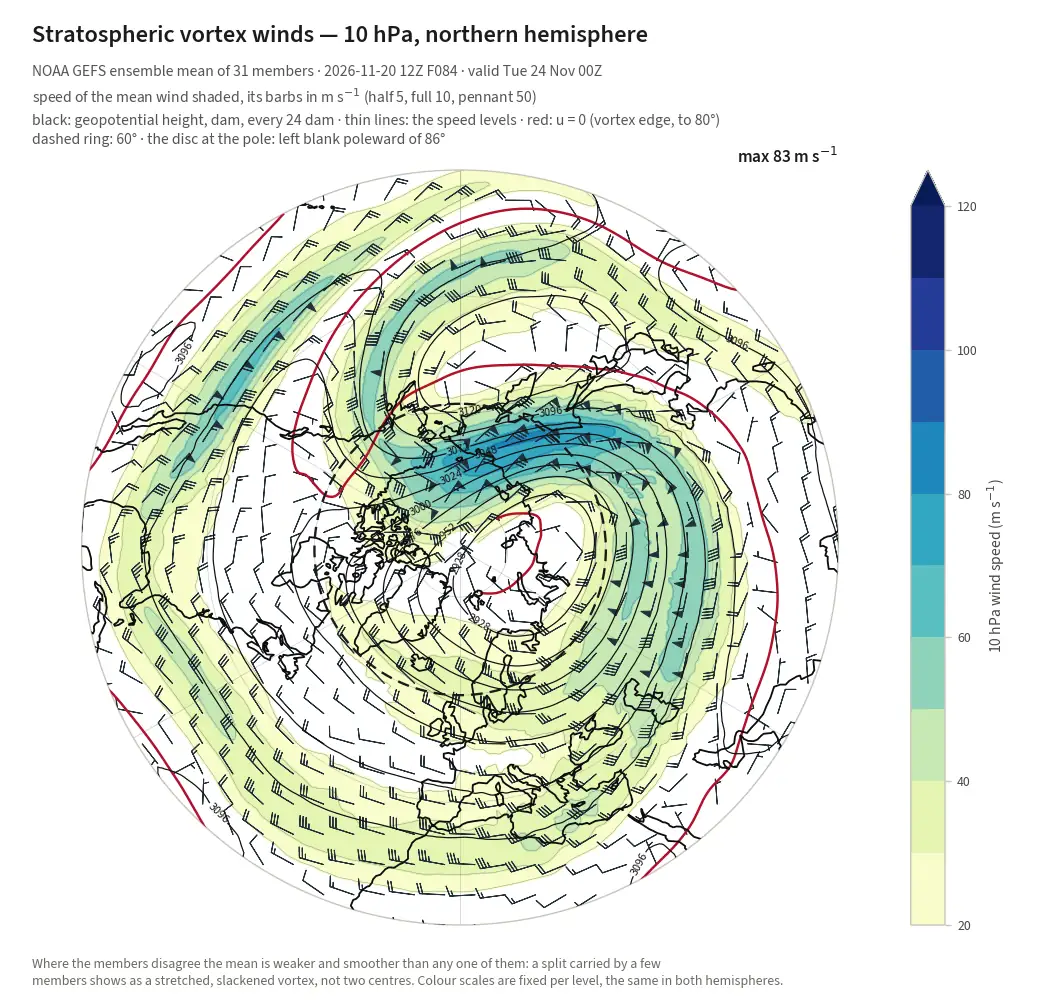 Stratospheric vortex winds — 10 hPa, northern hemisphere
NOAA GEFS ensemble mean of 31 members · 2026-11-20 12Z F084 · valid Tue 24 Nov 00Z
speed of the mean wind shaded, its barbs in m s⁻¹ (half 5, full 10, pennant 50)
black: geopotential height, dam, every 24 dam · thin lines: the speed levels · red: u = 0 (vortex edge, to 80°)
dashed ring: 60° · the disc at the pole: left blank poleward of 86°
max 83 m s⁻¹
120
100
80
60
40
20
10 hPa wind speed (m s⁻¹)
3096
3096
3120
3096
3024
3000
2928
3096
3096
Where the members disagree the mean is weaker and smoother than any one of them: a split carried by a few
members shows as a stretched, slackened vortex, not two centres. Colour scales are fixed per level, the same in both hemispheres.